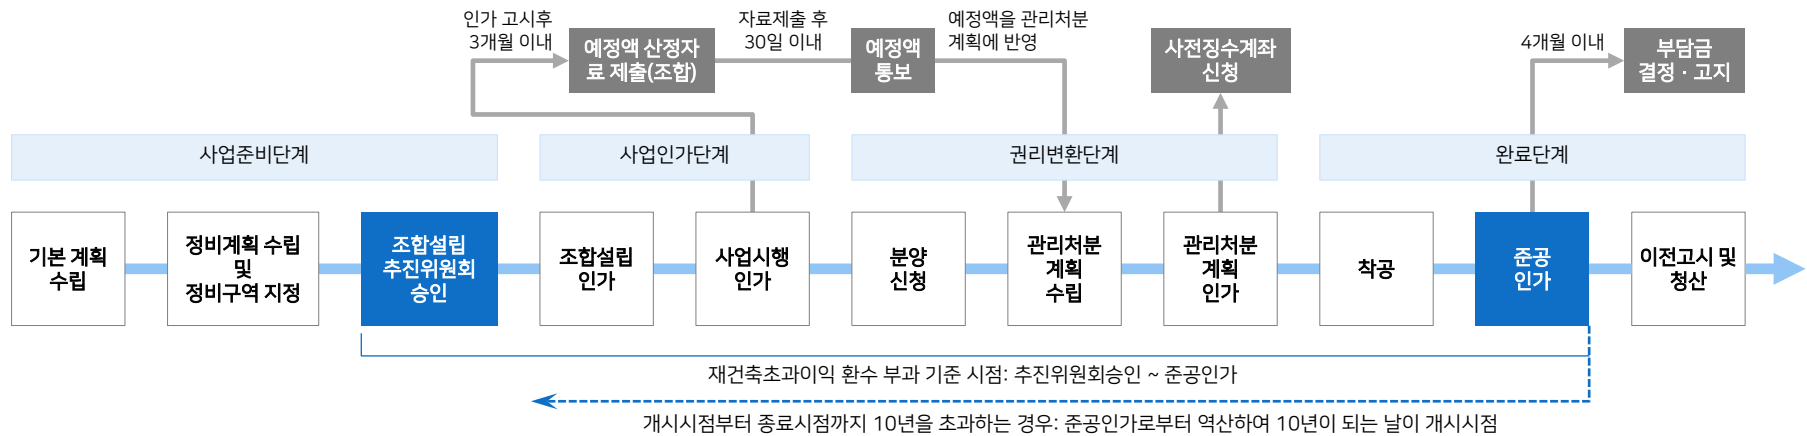 인가 고시후
3개월 이내
예정액 산정자
료 제출(조합)
자료제출 후
30일 이내
예정액
통보
예정액을 관리처분
계획에 반영
사전징수계좌
신청
4개월 이내
부담금
결정 · 고지
사업준비단계
사업인가단계
권리변환단계
완료단계
기본 계획
수립
정비계획 수립
및
정비구역 지정
조합설립
추진위원회
승인
조합설립
인가
사업시행
인가
분양
신청
관리처분
계획
수립
관리처분
계획
인가
착공
준공
인가
이전고시 및
청산
재건축초과이익 환수 부과 기준 시점: 추진위원회승인 ~ 준공인가
개시시점부터 종료시점까지 10년을 초과하는 경우: 준공인가로부터 역산하여 10년이 되는 날이 개시시점